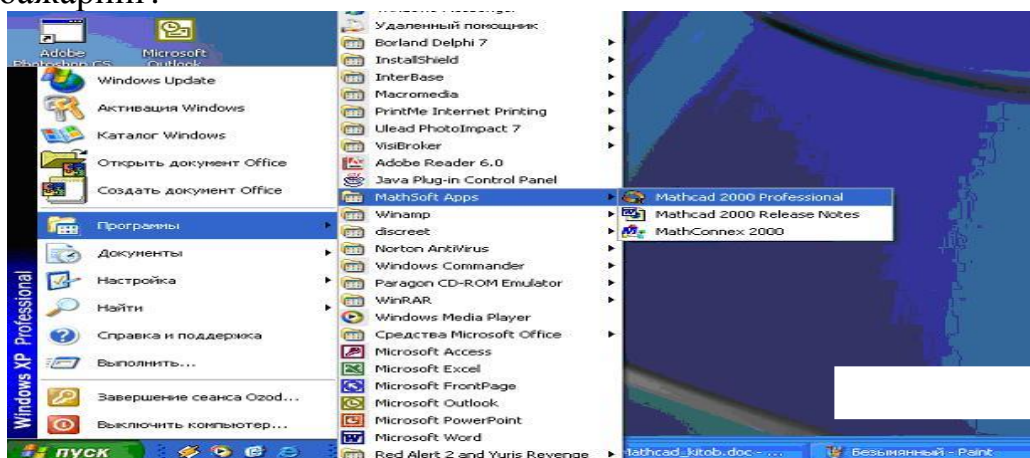 бажаринг:
Adobe
Photoshop CS
Microsoft
Outlook
Windows Update
Активация Windows
Каталог Windows
Открыть документ Office
Создать документ Office
Программы
Документы
Настройка
Найти
Справка и поддержка
Выполнить...
Завершение сеанса Ozod...
Выключить компьютер...
Windows XP Professional
Windows Messenger
Удаленный помощник
Borland Delphi 7
InstallShield
InterBase
Macromedia
PrintMe Internet Printing
Ulead PhotoImpact 7
VisiBroker
Adobe Reader 6.0
Java Plug-in Control Panel
MathSoft Apps
Winamp
discreet
Norton AntiVirus
Windows Commander
Paragon CD-ROM Emulator
WinRAR
Windows Media Player
Средства Microsoft Office
Microsoft Access
Microsoft Excel
Microsoft FrontPage
Microsoft Outlook
Microsoft PowerPoint
Microsoft Word
Red Alert 2 and Yuris Revenge
Mathcad 2000 Professional
Mathcad 2000 Release Notes
MathConnex 2000
пуск
Mathcad_kitob.doc - ...
Безымянный - Paint